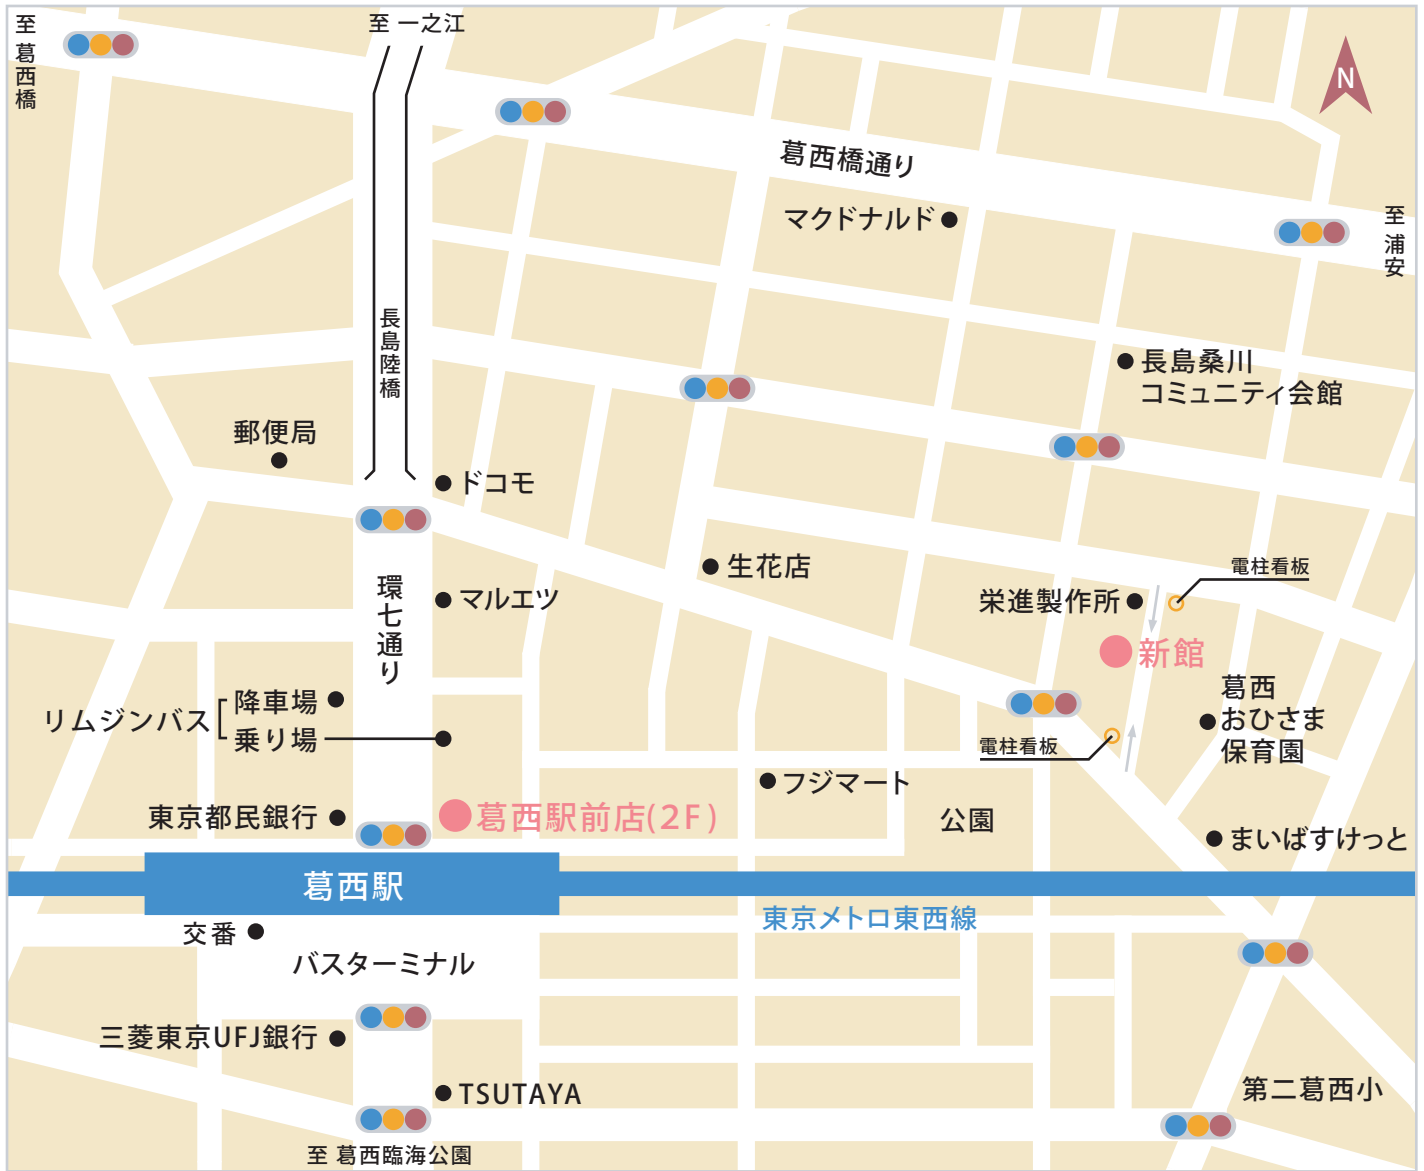 至 葛西橋
至 一之江
N
葛西橋通り
マクドナルド
至 浦安
長島陸橋
長島桑川
コミュニティ会館
郵便局
ドコモ
生花店
電柱看板
環七通り
マルエツ
栄進製作所
新館
リムジンバス
降車場
乗り場
葛西
おひさま
保育園
電柱看板
フジマート
東京都民銀行
葛西駅前店(2F)
公園
まいばすけっと
葛西駅
東京メトロ東西線
交番
バスターミナル
三菱東京UFJ銀行
TSUTAYA
第二葛西小
至 葛西臨海公園